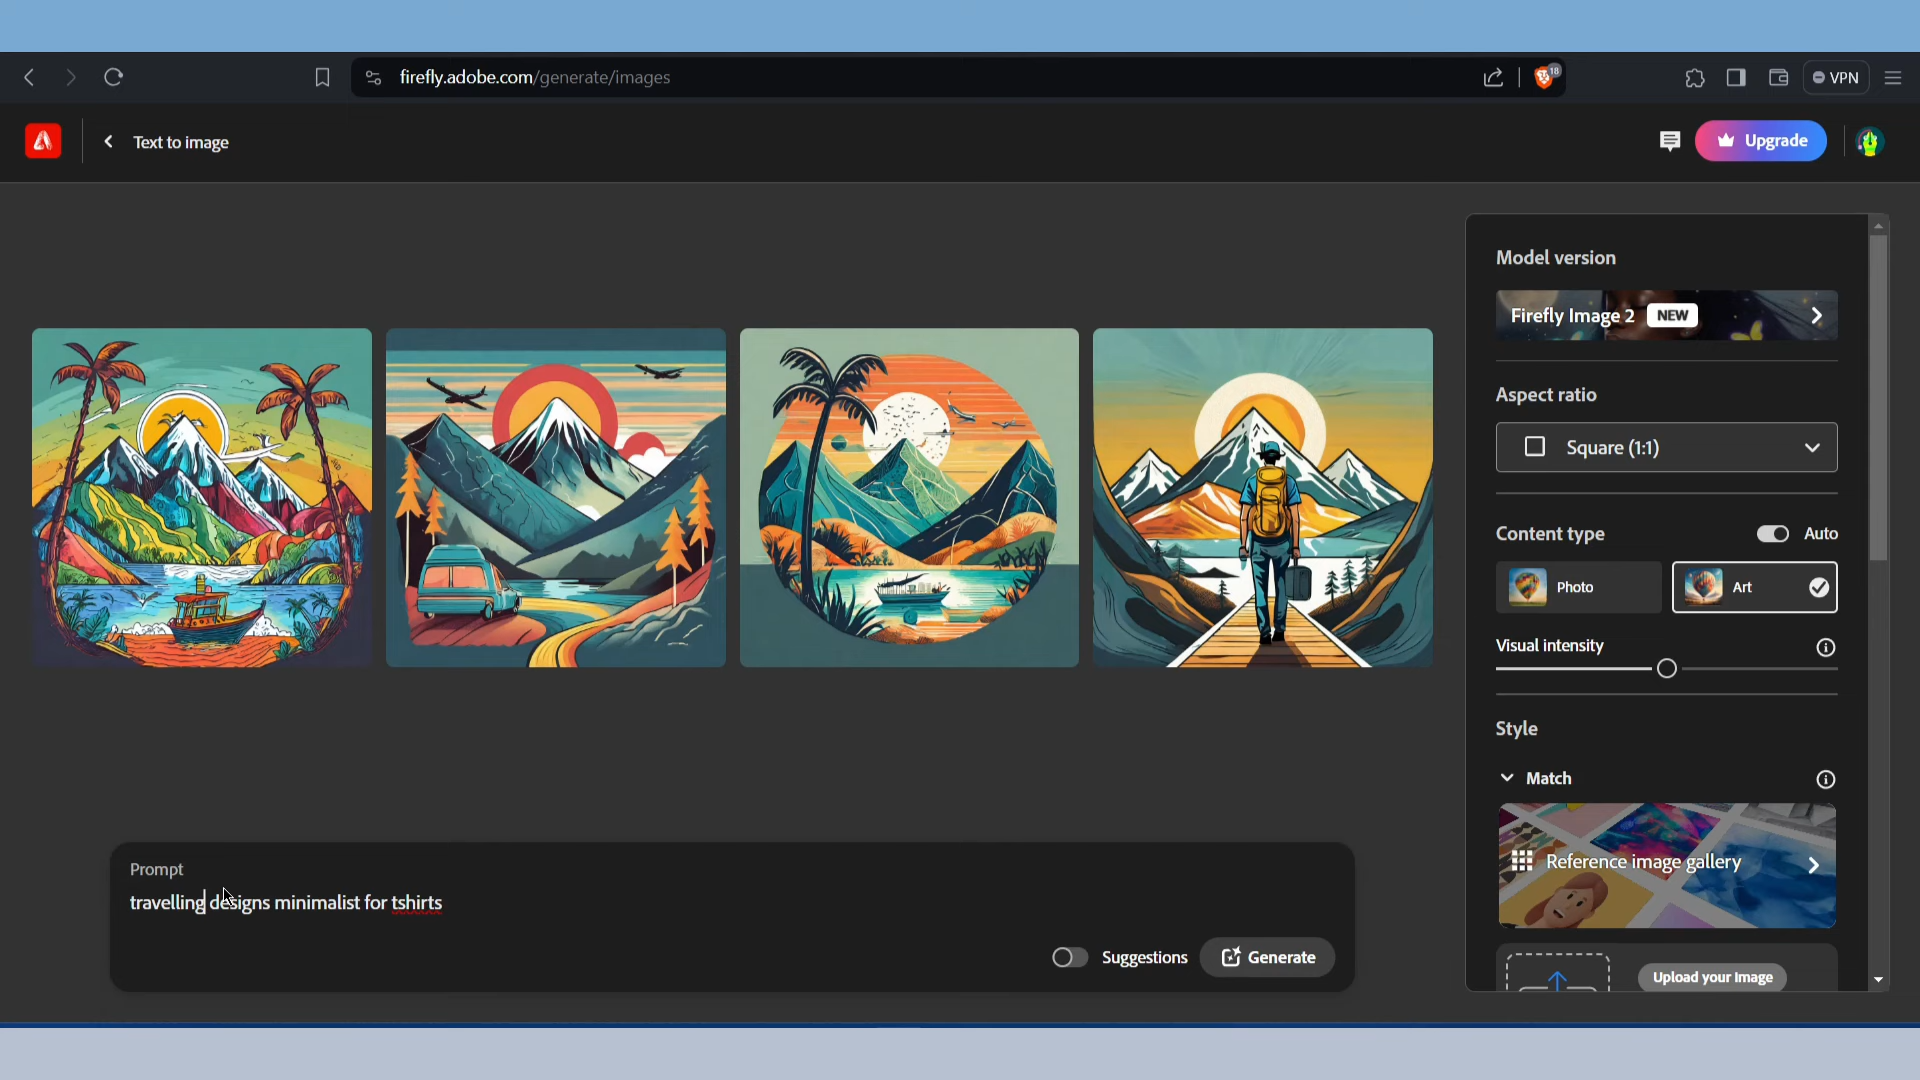 firefly.adobe.com/generate/images
18
VPN
Text to image
Upgrade
Model version
Firefly Image 2 NEW
Aspect ratio
Square (1:1)
Content type Auto
Photo Art
Visual intensity
Style
Match
Reference image gallery
Upload your image
Prompt
travelling designs minimalist for tshirts
Suggestions Generate